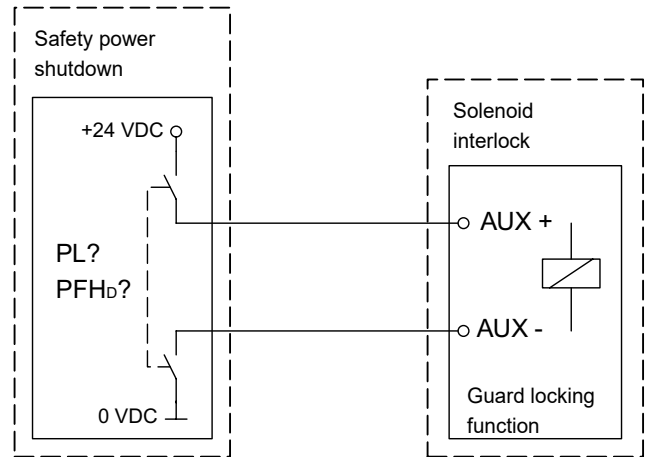 Safety power
shutdown
+24 VDC
PL?
PFHD?
0 VDC
Solenoid
interlock
AUX +
AUX -
Guard locking
function